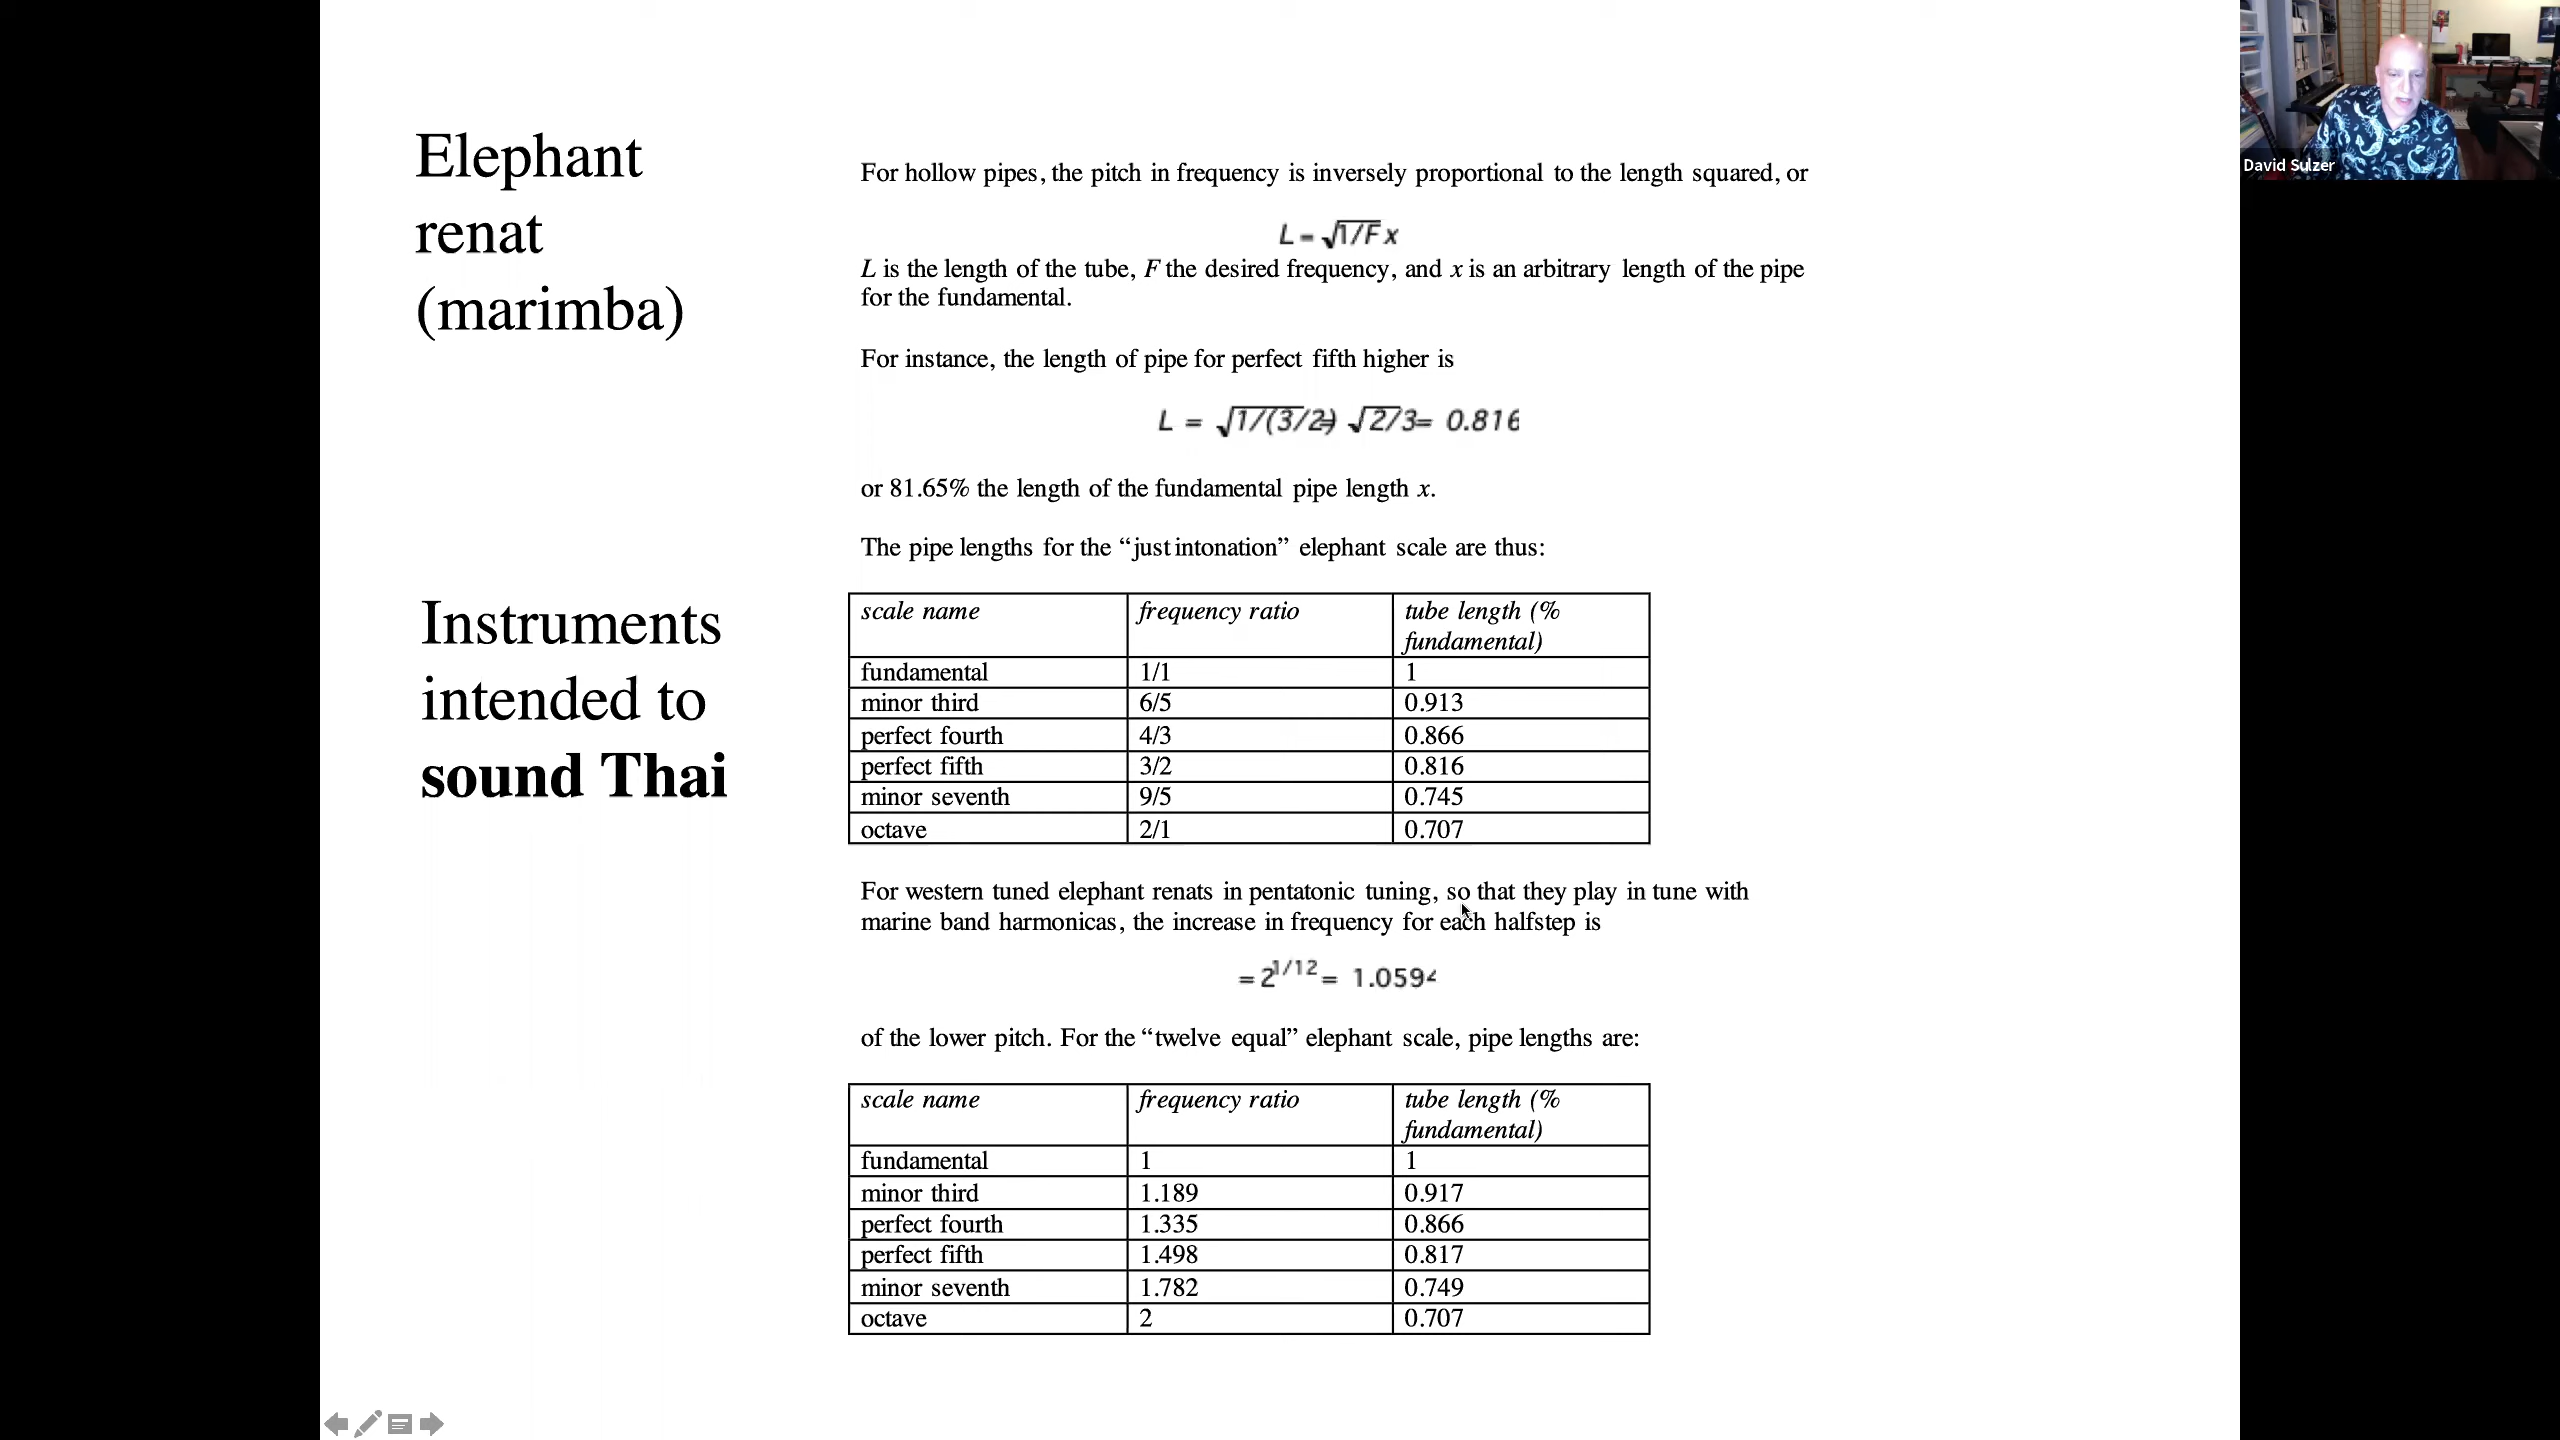 Elephant
renat
(marimba)
Instruments
intended to
sound Thai
For hollow pipes, the pitch in frequency is inversely proportional to the length squared, or
L = √1/F x
L is the length of the tube, F the desired frequency, and x is an arbitrary length of the pipe
for the fundamental.
For instance, the length of pipe for perfect fifth higher is
L = √1/(3/2) = √2/3 = 0.816
or 81.65% the length of the fundamental pipe length x.
The pipe lengths for the “just intonation” elephant scale are thus:
scale name frequency ratio tube length (%
fundamental)
fundamental 1/1 1
minor third 6/5 0.913
perfect fourth 4/3 0.866
perfect fifth 3/2 0.816
minor seventh 9/5 0.745
octave 2/1 0.707
For western tuned elephant renats in pentatonic tuning, so that they play in tune with
marine band harmonicas, the increase in frequency for each halfstep is
= 2^1/12 = 1.0594
of the lower pitch. For the “twelve equal” elephant scale, pipe lengths are:
scale name frequency ratio tube length (%
fundamental)
fundamental 1 1
minor third 1.189 0.917
perfect fourth 1.335 0.866
perfect fifth 1.498 0.817
minor seventh 1.782 0.749
octave 2 0.707
David Sulzer